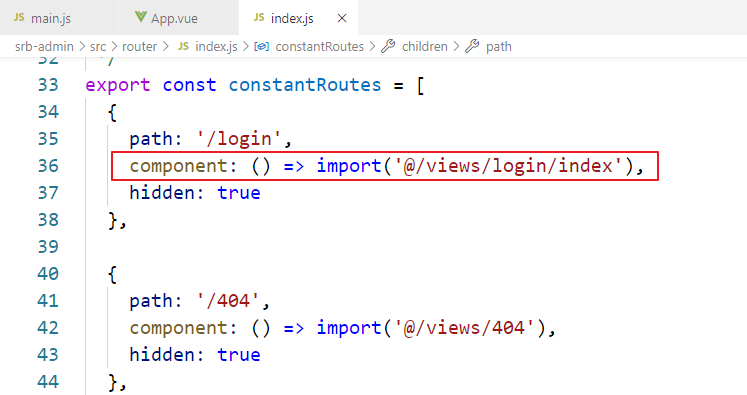 JS main.js App.vue JS index.js ×
srb-admin > src > router > JS index.js > constantRoutes > children > path
32 */
33 export const constantRoutes = [
34 {
35 path: '/login',
36 component: () => import('@/views/login/index'),
37 hidden: true
38 },
39
40 {
41 path: '/404',
42 component: () => import('@/views/404'),
43 hidden: true
44 },